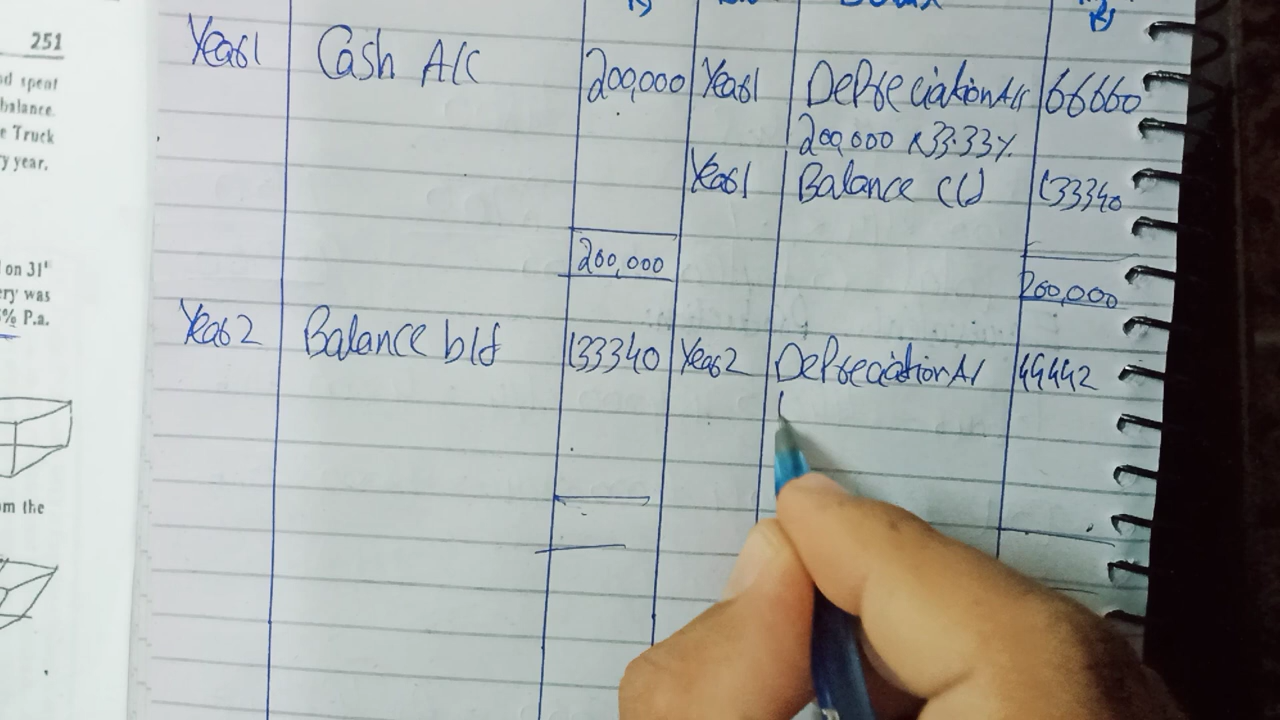 251
d spent
balance.
e Truck
y year,
on 31st
ery was
% P.a.
om the
Year1 Cash A/C 200,000 Year1 Depreciation A/C 66660
200,000 x 33.33%
Year1 Balance C/d 133340
200,000 200,000
Year2 Balance b/d 133340 Year2 Depreciation A/ 44442
(